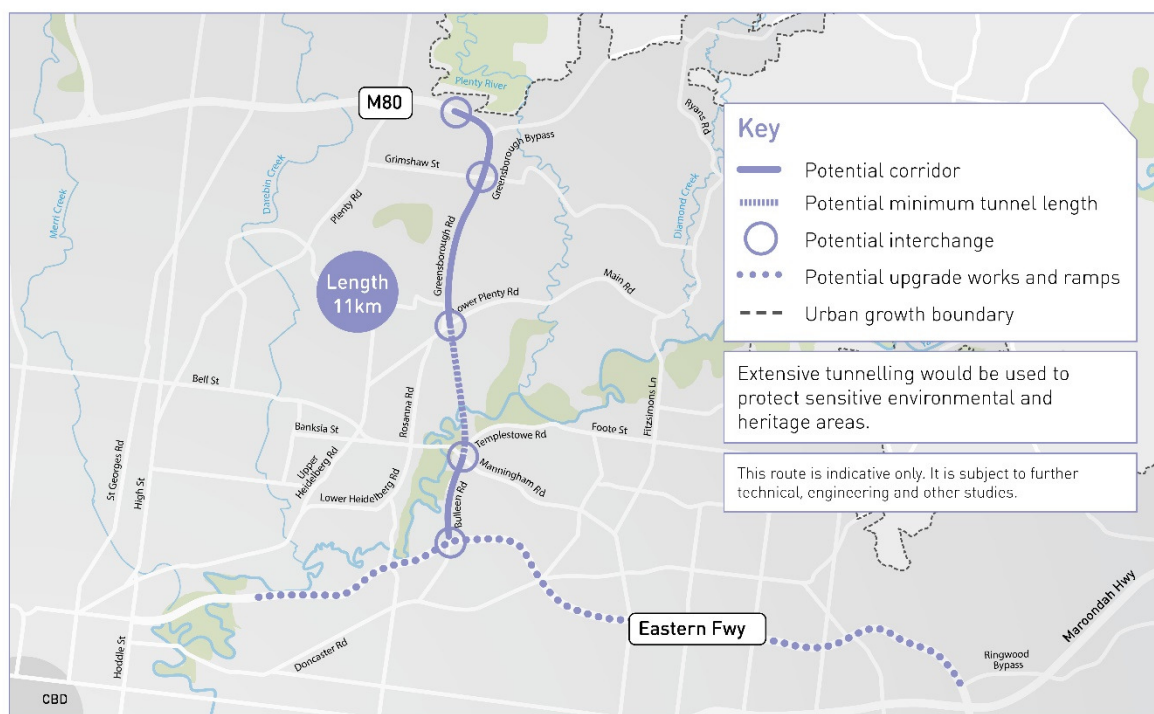 Plenty River
M80
Ryans Rd
Greensborough Bypass
Grimshaw St
Merri Creek
Darebin Creek
Plenty Rd
Diamond Creek
Greensborough Rd
Length
11km
Lower Plenty Rd
Main Rd
Bell St
Rosanna Rd
Fitzsimons Ln
Banksia St
Foote St
Templestowe Rd
Upper
Heidelberg Rd
Manningham Rd
St Georges Rd
High St
Lower Heidelberg Rd
Bulleen Rd
Eastern Fwy
Maroondah Hwy
Ringwood
Bypass
Hoddle St
Doncaster Rd
CBD
Key
Potential corridor
Potential minimum tunnel length
Potential interchange
Potential upgrade works and ramps
Urban growth boundary
Extensive tunnelling would be used to
protect sensitive environmental and
heritage areas.
This route is indicative only. It is subject to further
technical, engineering and other studies.